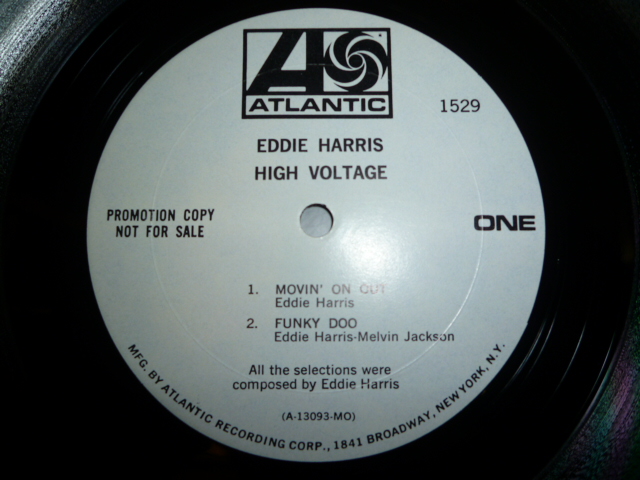 ATLANTIC
1529
EDDIE HARRIS
HIGH VOLTAGE
PROMOTION COPY
NOT FOR SALE
ONE
1. MOVIN' ON OUT
Eddie Harris
2. FUNKY DOO
Eddie Harris-Melvin Jackson
All the selections were
composed by Eddie Harris
(A-13093-MO)
MFG. BY ATLANTIC RECORDING CORP., 1841 BROADWAY, NEW YORK, N.Y.